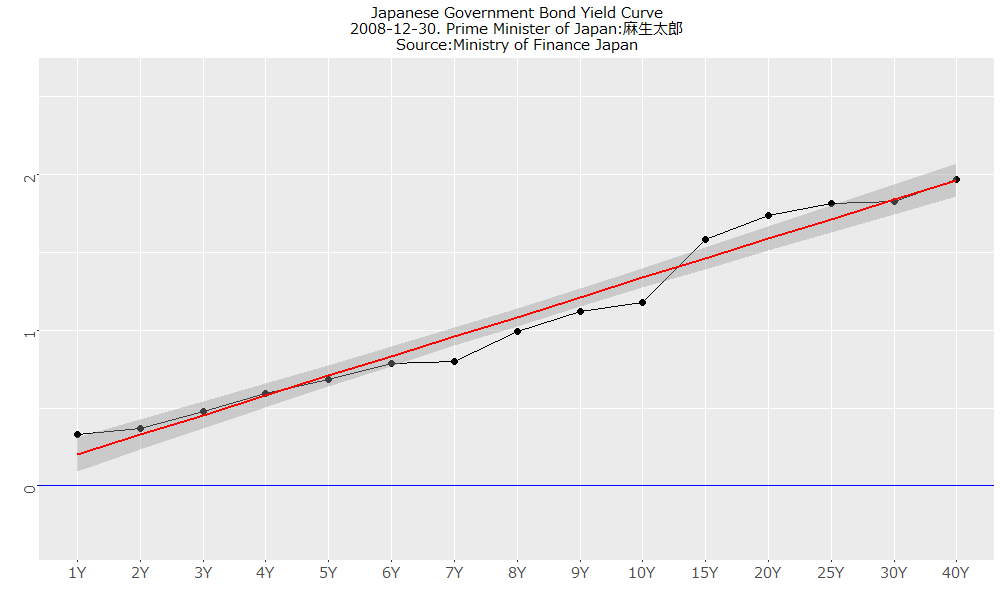 Japanese Government Bond Yield Curve
2008-12-30. Prime Minister of Japan:麻生太郎
Source:Ministry of Finance Japan
2
1
0
1Y 2Y 3Y 4Y 5Y 6Y 7Y 8Y 9Y 10Y 15Y 20Y 25Y 30Y 40Y